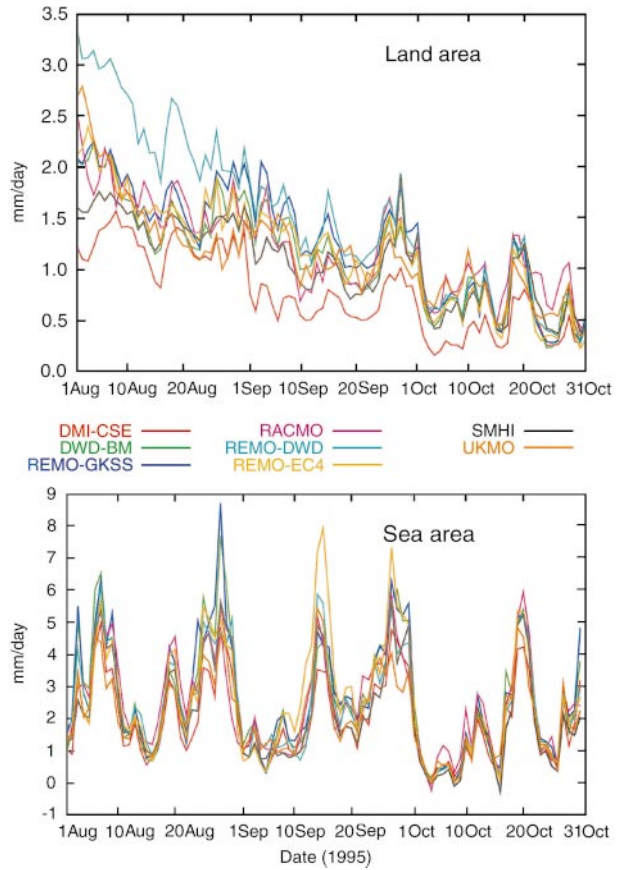 3.5
3.0
2.5
2.0
1.5
1.0
0.5
0.0
mm/day
Land area
1Aug 10Aug 20Aug 1Sep 10Sep 20Sep 1Oct 10Oct 20Oct 31Oct
DMI-CSE RACMO SMHI
DWD-BM REMO-DWD UKMO
REMO-GKSS REMO-EC4
9
8
7
6
5
4
3
2
1
0
-1
mm/day
Sea area
1Aug 10Aug 20Aug 1Sep 10Sep 20Sep 1Oct 10Oct 20Oct 31Oct
Date (1995)